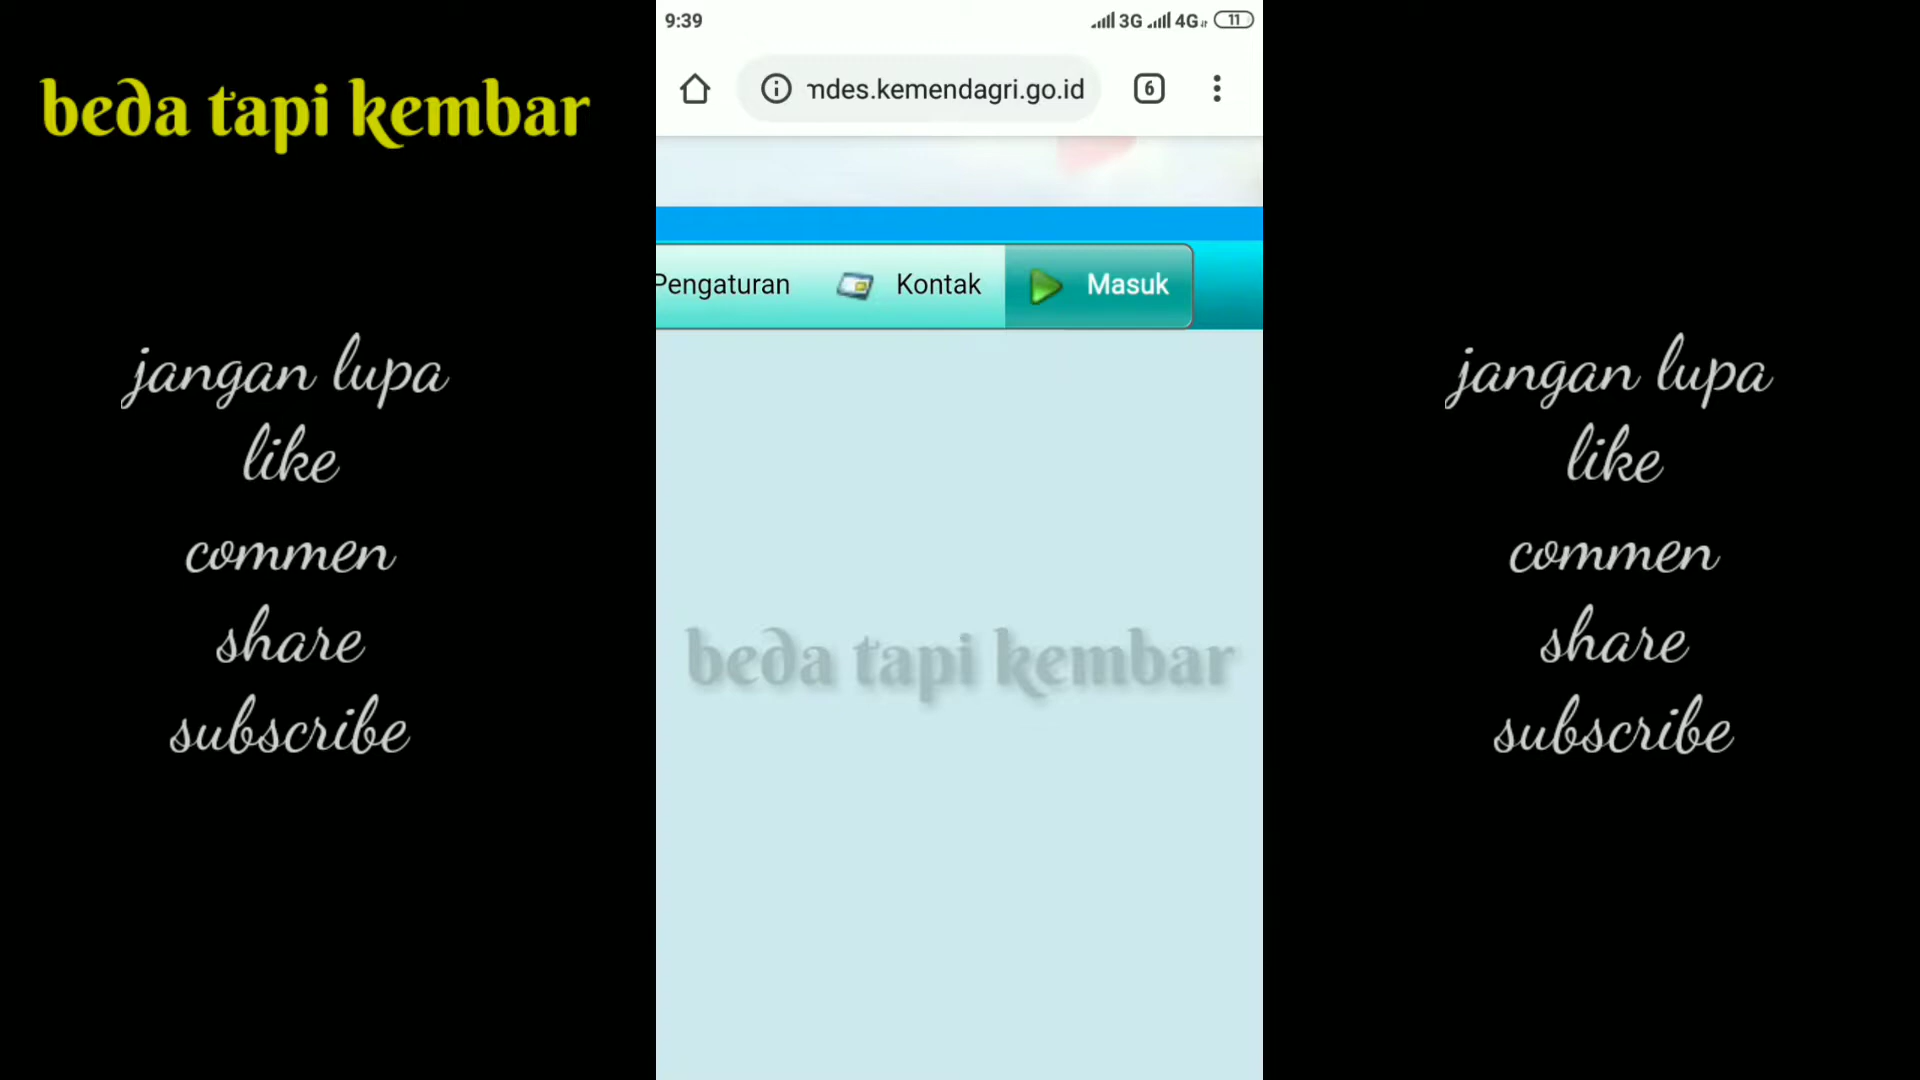 beda tapi kembar
jangan lupa
like
commen
share
subscribe
9:39
3G 4G 11
mdes.kemendagri.go.id
6
Pengaturan Kontak Masuk
beda tapi kembar
jangan lupa
like
commen
share
subscribe